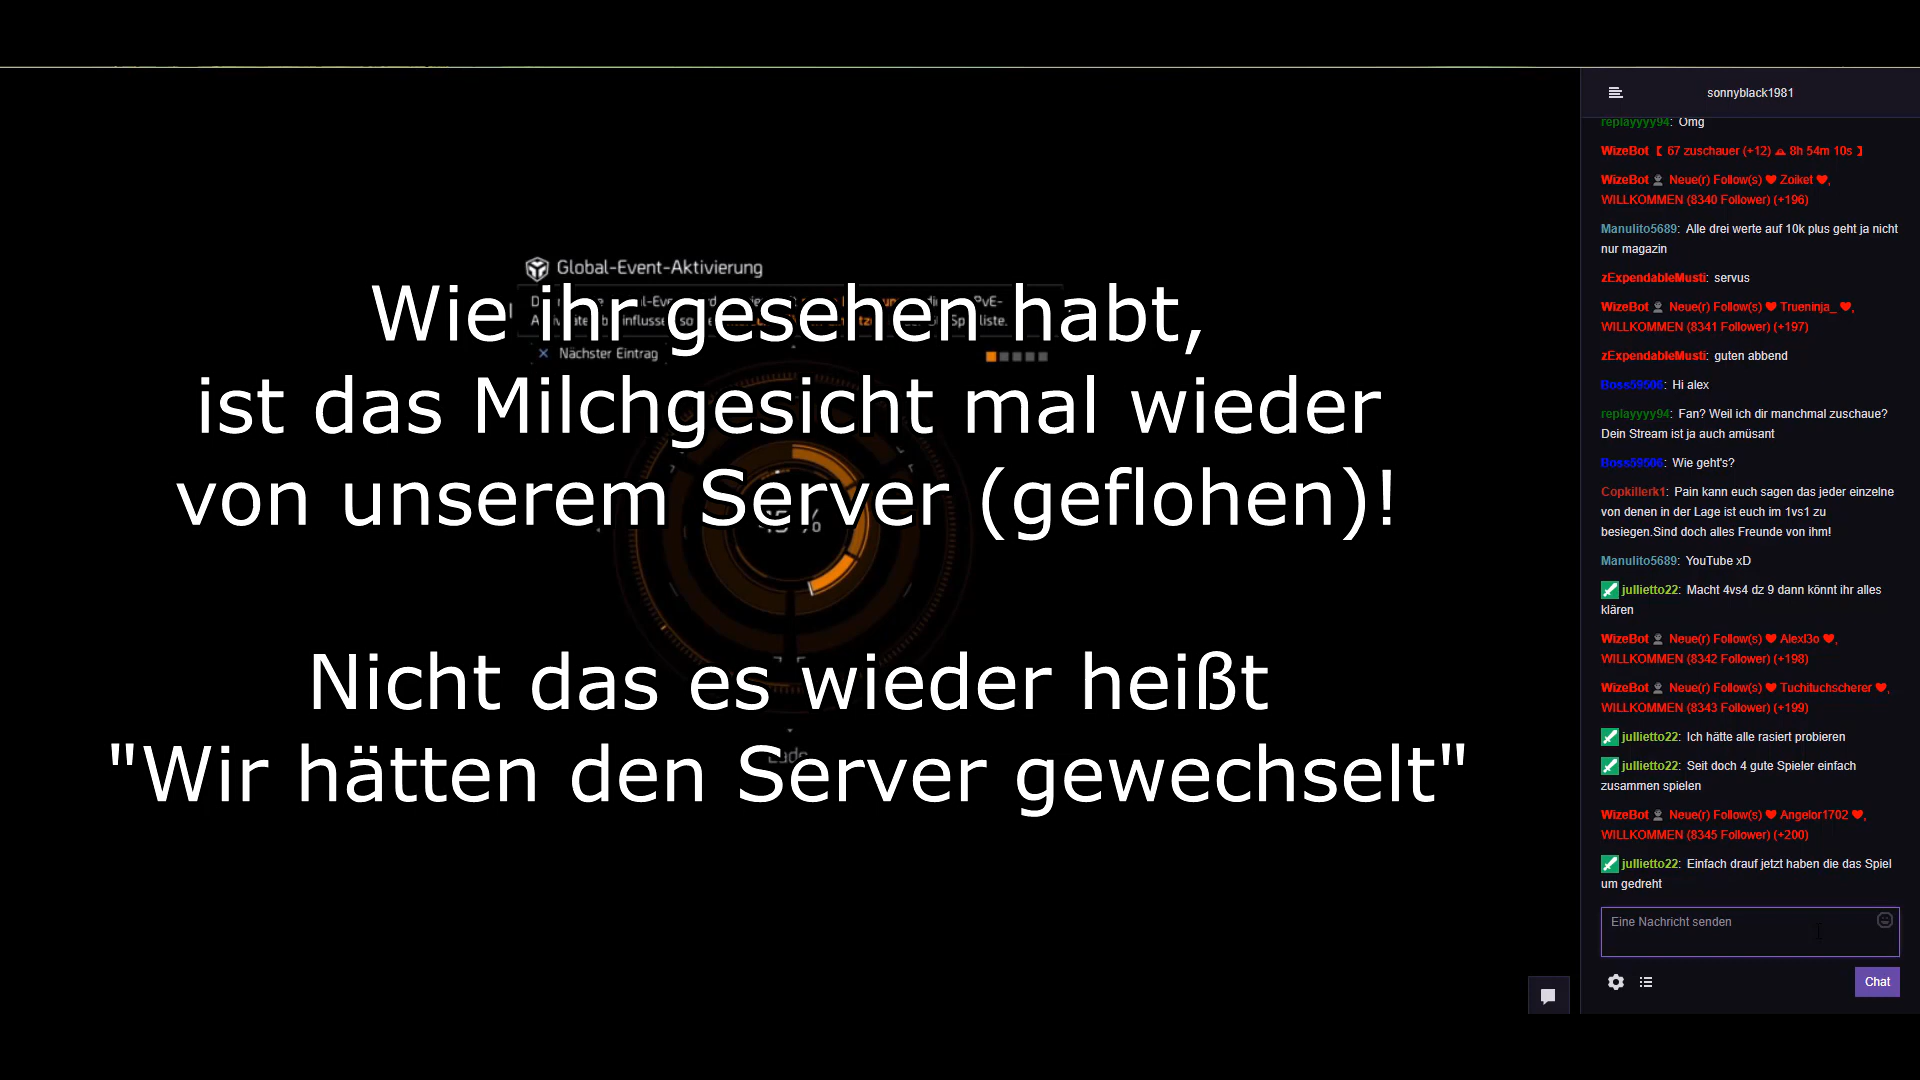 Wie ihr gesehen habt,
ist das Milchgesicht mal wieder
von unserem Server (geflohen)!
Nicht das es wieder heißt
"Wir hätten den Server gewechselt"
Global-Event-Aktivierung
Nächster Eintrag
sonnyblack1981
replayyyy94: Omg
WizeBot 【 67 zuschauer (+12) 8h 54m 10s 】
WizeBot Neue(r) Follow(s) ❤ Zoiket ❤,
WILLKOMMEN (8340 Follower) (+196)
Manulito5689: Alle drei werte auf 10k plus geht ja nicht
nur magazin
zExpendableMusti: servus
WizeBot Neue(r) Follow(s) ❤ Trueninja_ ❤,
WILLKOMMEN (8341 Follower) (+197)
zExpendableMusti: guten abbend
Boss59506: Hi alex
replayyyy94: Fan? Weil ich dir manchmal zuschaue?
Dein Stream ist ja auch amüsant
Boss59506: Wie geht's?
Copkillerk1: Pain kann euch sagen das jeder einzelne
von denen in der Lage ist euch im 1vs1 zu
besiegen.Sind doch alles Freunde von ihm!
Manulito5689: YouTube xD
jullietto22: Macht 4vs4 dz 9 dann könnt ihr alles
klären
WizeBot Neue(r) Follow(s) ❤ Alexl3o ❤,
WILLKOMMEN (8342 Follower) (+198)
WizeBot Neue(r) Follow(s) ❤ Tuchituchscherer ❤,
WILLKOMMEN (8343 Follower) (+199)
jullietto22: Ich hätte alle rasiert probieren
jullietto22: Seit doch 4 gute Spieler einfach
zusammen spielen
WizeBot Neue(r) Follow(s) ❤ Angelor1702 ❤,
WILLKOMMEN (8345 Follower) (+200)
jullietto22: Einfach drauf jetzt haben die das Spiel
um gedreht
Eine Nachricht senden
Chat